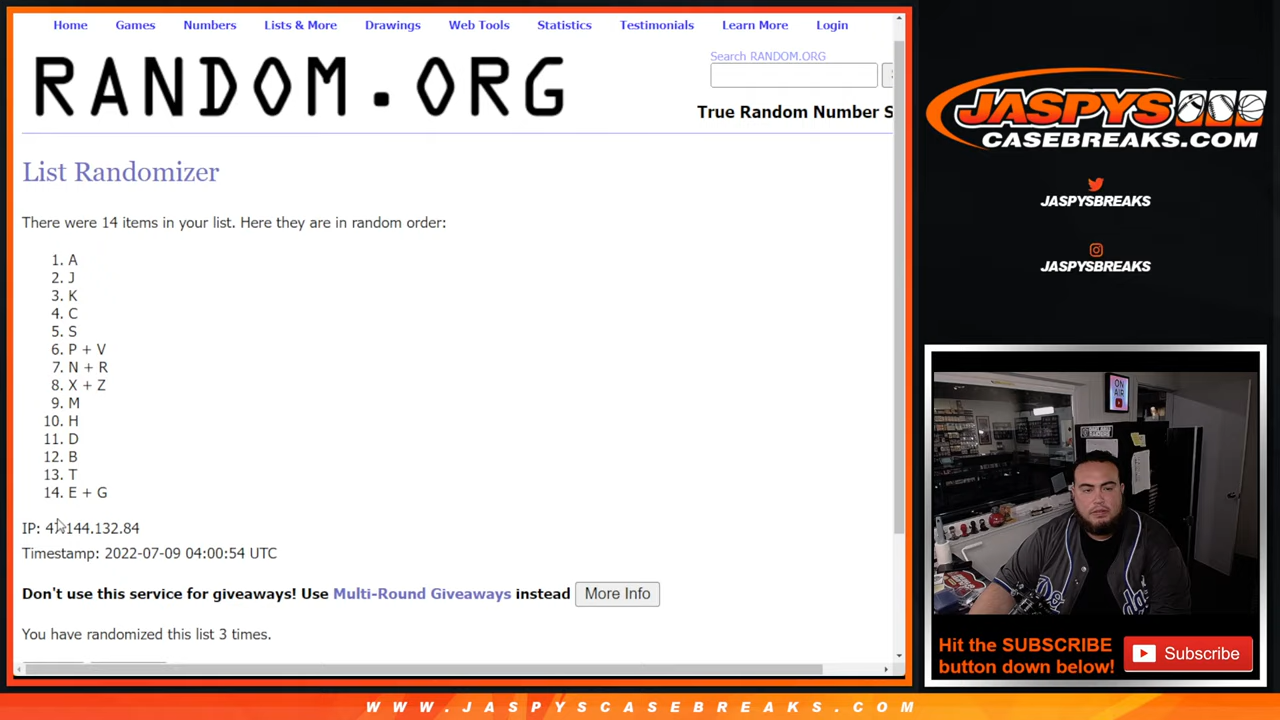 Home Games Numbers Lists & More Drawings Web Tools Statistics Testimonials Learn More Login
RANDOM.ORG
Search RANDOM.ORG
True Random Number S
List Randomizer
There were 14 items in your list. Here they are in random order:
1. A
2. J
3. K
4. C
5. S
6. P + V
7. N + R
8. X + Z
9. M
10. H
11. D
12. B
13. T
14. E + G
Timestamp: 2022-07-09 04:00:54 UTC
Don't use this service for giveaways! Use Multi-Round Giveaways instead More Info
You have randomized this list 3 times.
JASPYS
CASEBREAKS.COM
JASPYSBREAKS
JASPYSBREAKS
ON
AIR
Hit the SUBSCRIBE
button down below!
Subscribe
WWW.JASPYSCASEBREAKS.COM